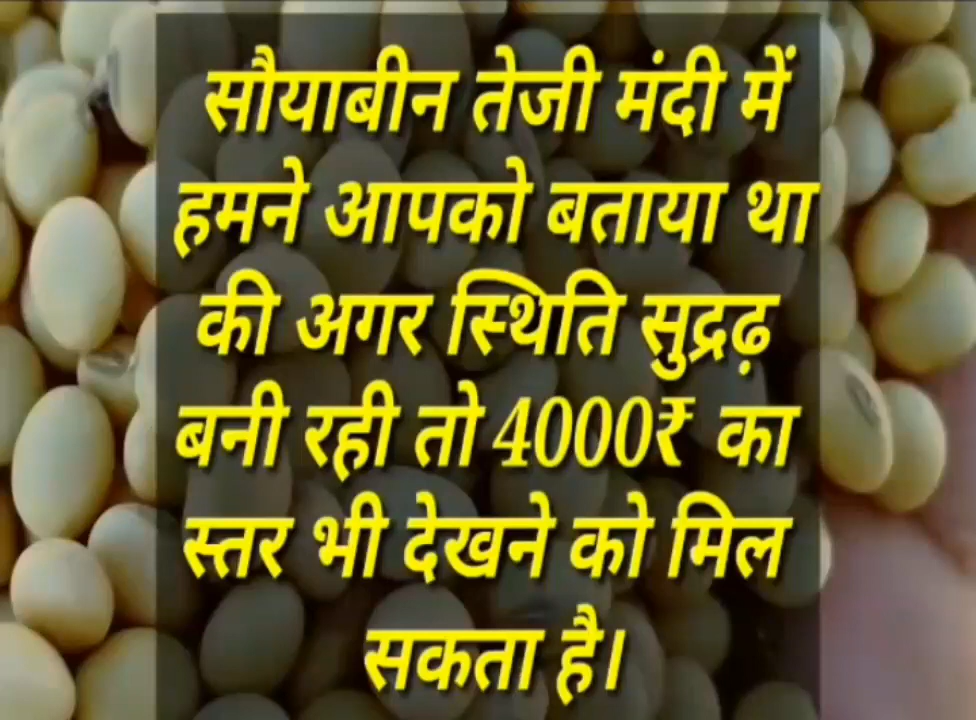 सौयाबीन तेजी मंदी में
हमने आपको बताया था
की अगर स्थिति सुद्रढ़
बनी रही तो 4000₹ का
स्तर भी देखने को मिल
सकता है।